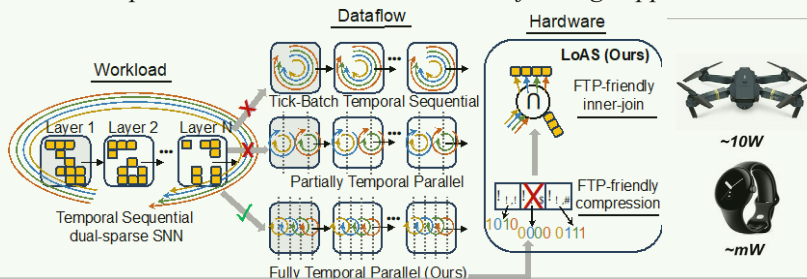 Dataflow
Hardware
Workload
LoAS (Ours)
FTP-friendly
inner-join
Tick-Batch Temporal Sequential
Layer 1
Layer 2
Layer N
...
Partially Temporal Parallel
Temporal Sequential
dual-sparse SNN
FTP-friendly
compression
1010
0000
0111
Fully Temporal Parallel (Ours)
~10W
~mW